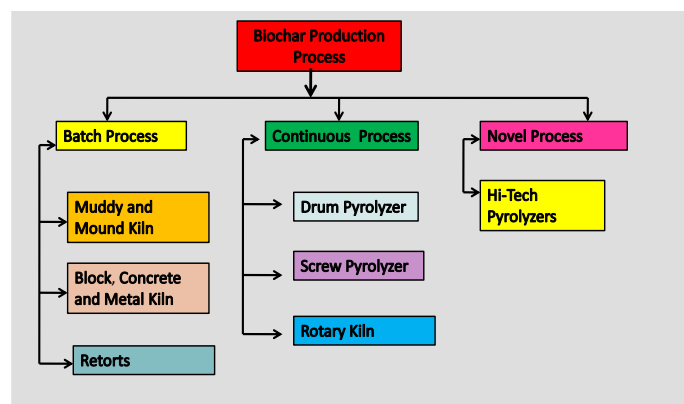 Biochar Production
Process
Batch Process
Continuous Process
Novel Process
Muddy and
Mound Kiln
Drum Pyrolyzer
Hi-Tech
Pyrolyzers
Block, Concrete
and Metal Kiln
Screw Pyrolyzer
Retorts
Rotary Kiln